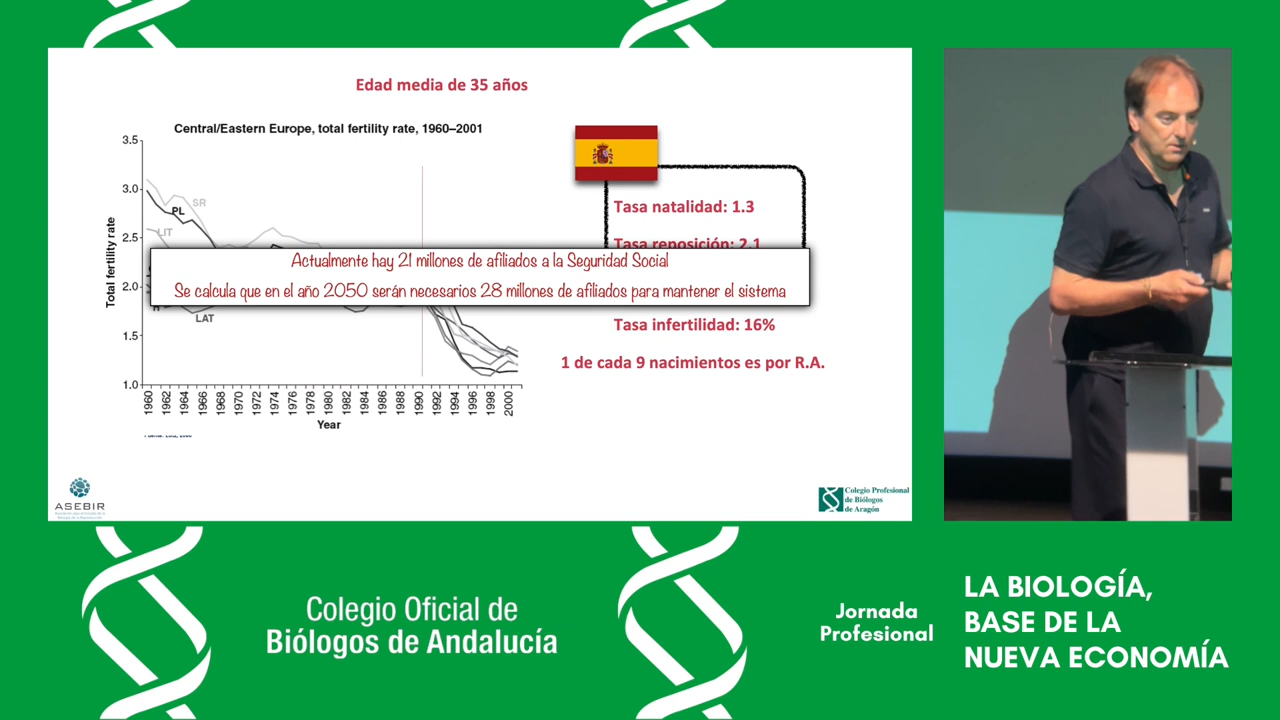 Edad media de 35 años
Central/Eastern Europe, total fertility rate, 1960–2001
3.5
3.0
2.5
2.0
1.5
1.0
Total fertility rate
SR
PL
LIT
LAT
1960
1962
1964
1966
1968
1970
1972
1974
1976
1978
1980
1982
1984
1986
1988
1990
1992
1994
1996
1998
2000
Year
Tasa natalidad: 1.3
Tasa reposición: 2.1
Actualmente hay 21 millones de afiliados a la Seguridad Social
Se calcula que en el año 2050 serán necesarios 28 millones de afiliados para mantener el sistema
Tasa infertilidad: 16%
1 de cada 9 nacimientos es por R.A.
ASEBIR
Colegio Profesional
de Biólogos
de Aragón
Colegio Oficial de
Biólogos de Andalucía
Jornada
Profesional
LA BIOLOGÍA,
BASE DE LA
NUEVA ECONOMÍA